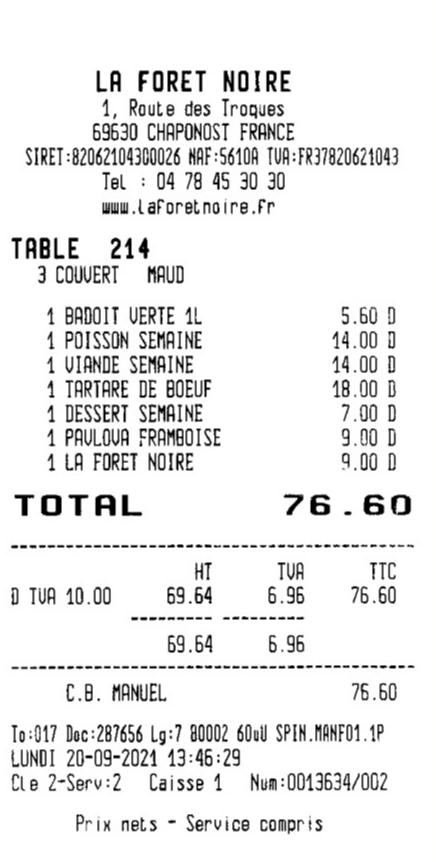 LA FORET NOIRE
1, Route des Troques
69630 CHAPONOST FRANCE
SIRET:82062104300026 NAF:5610A TVA:FR37820621043
Tel : 04 78 45 30 30
www.laforetnoire.fr
TABLE 214
3 COUVERT MAUD
1 BADOIT VERTE 1L 5.60 D
1 POISSON SEMAINE 14.00 D
1 VIANDE SEMAINE 14.00 D
1 TARTARE DE BOEUF 18.00 D
1 DESSERT SEMAINE 7.00 D
1 PAVLOVA FRAMBOISE 9.00 D
1 LA FORET NOIRE 9.00 D
TOTAL 76.60
HT TVA TTC
D TVA 10.00 69.64 6.96 76.60
69.64 6.96
C.B. MANUEL 76.60
To:017 Doc:287656 Lg:7 80002 60uU SPIN.MANF01.1P
LUNDI 20-09-2021 13:46:29
Cle 2-Serv:2 Caisse 1 Num:0013634/002
Prix nets - Service compris